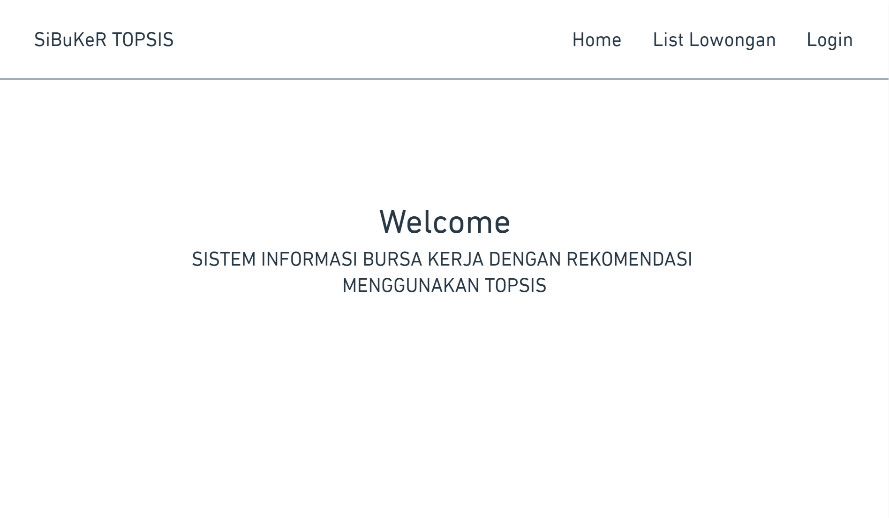 SiBuKeR TOPSIS
Home List Lowongan Login
Welcome
SISTEM INFORMASI BURSA KERJA DENGAN REKOMENDASI
MENGGUNAKAN TOPSIS